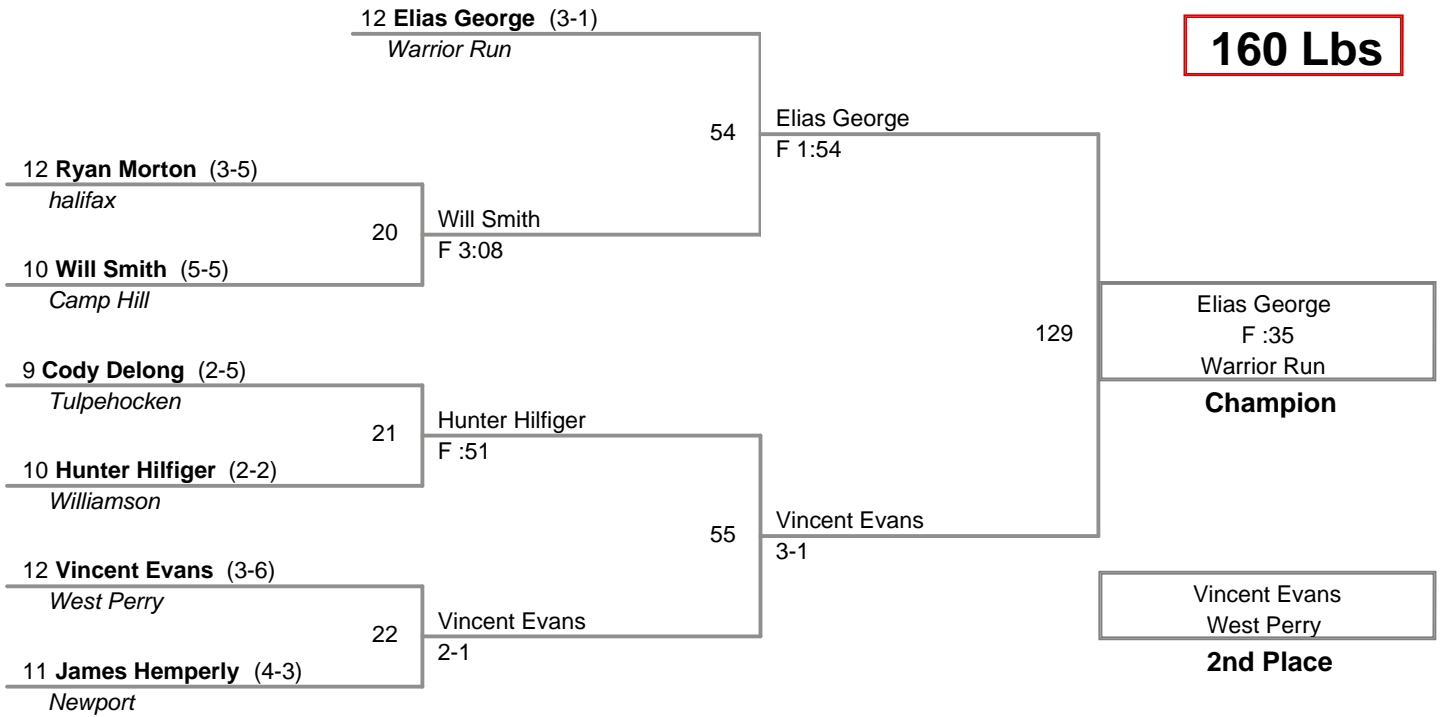 12 Elias George (3-1)
Warrior Run
160 Lbs
54
Elias George
F 1:54
12 Ryan Morton (3-5)
halifax
20
Will Smith
F 3:08
10 Will Smith (5-5)
Camp Hill
129
Elias George
F :35
Warrior Run
Champion
9 Cody Delong (2-5)
Tulpehocken
21
Hunter Hilfiger
F :51
10 Hunter Hilfiger (2-2)
Williamson
55
Vincent Evans
3-1
12 Vincent Evans (3-6)
West Perry
22
Vincent Evans
2-1
11 James Hemperly (4-3)
Newport
Vincent Evans
West Perry
2nd Place